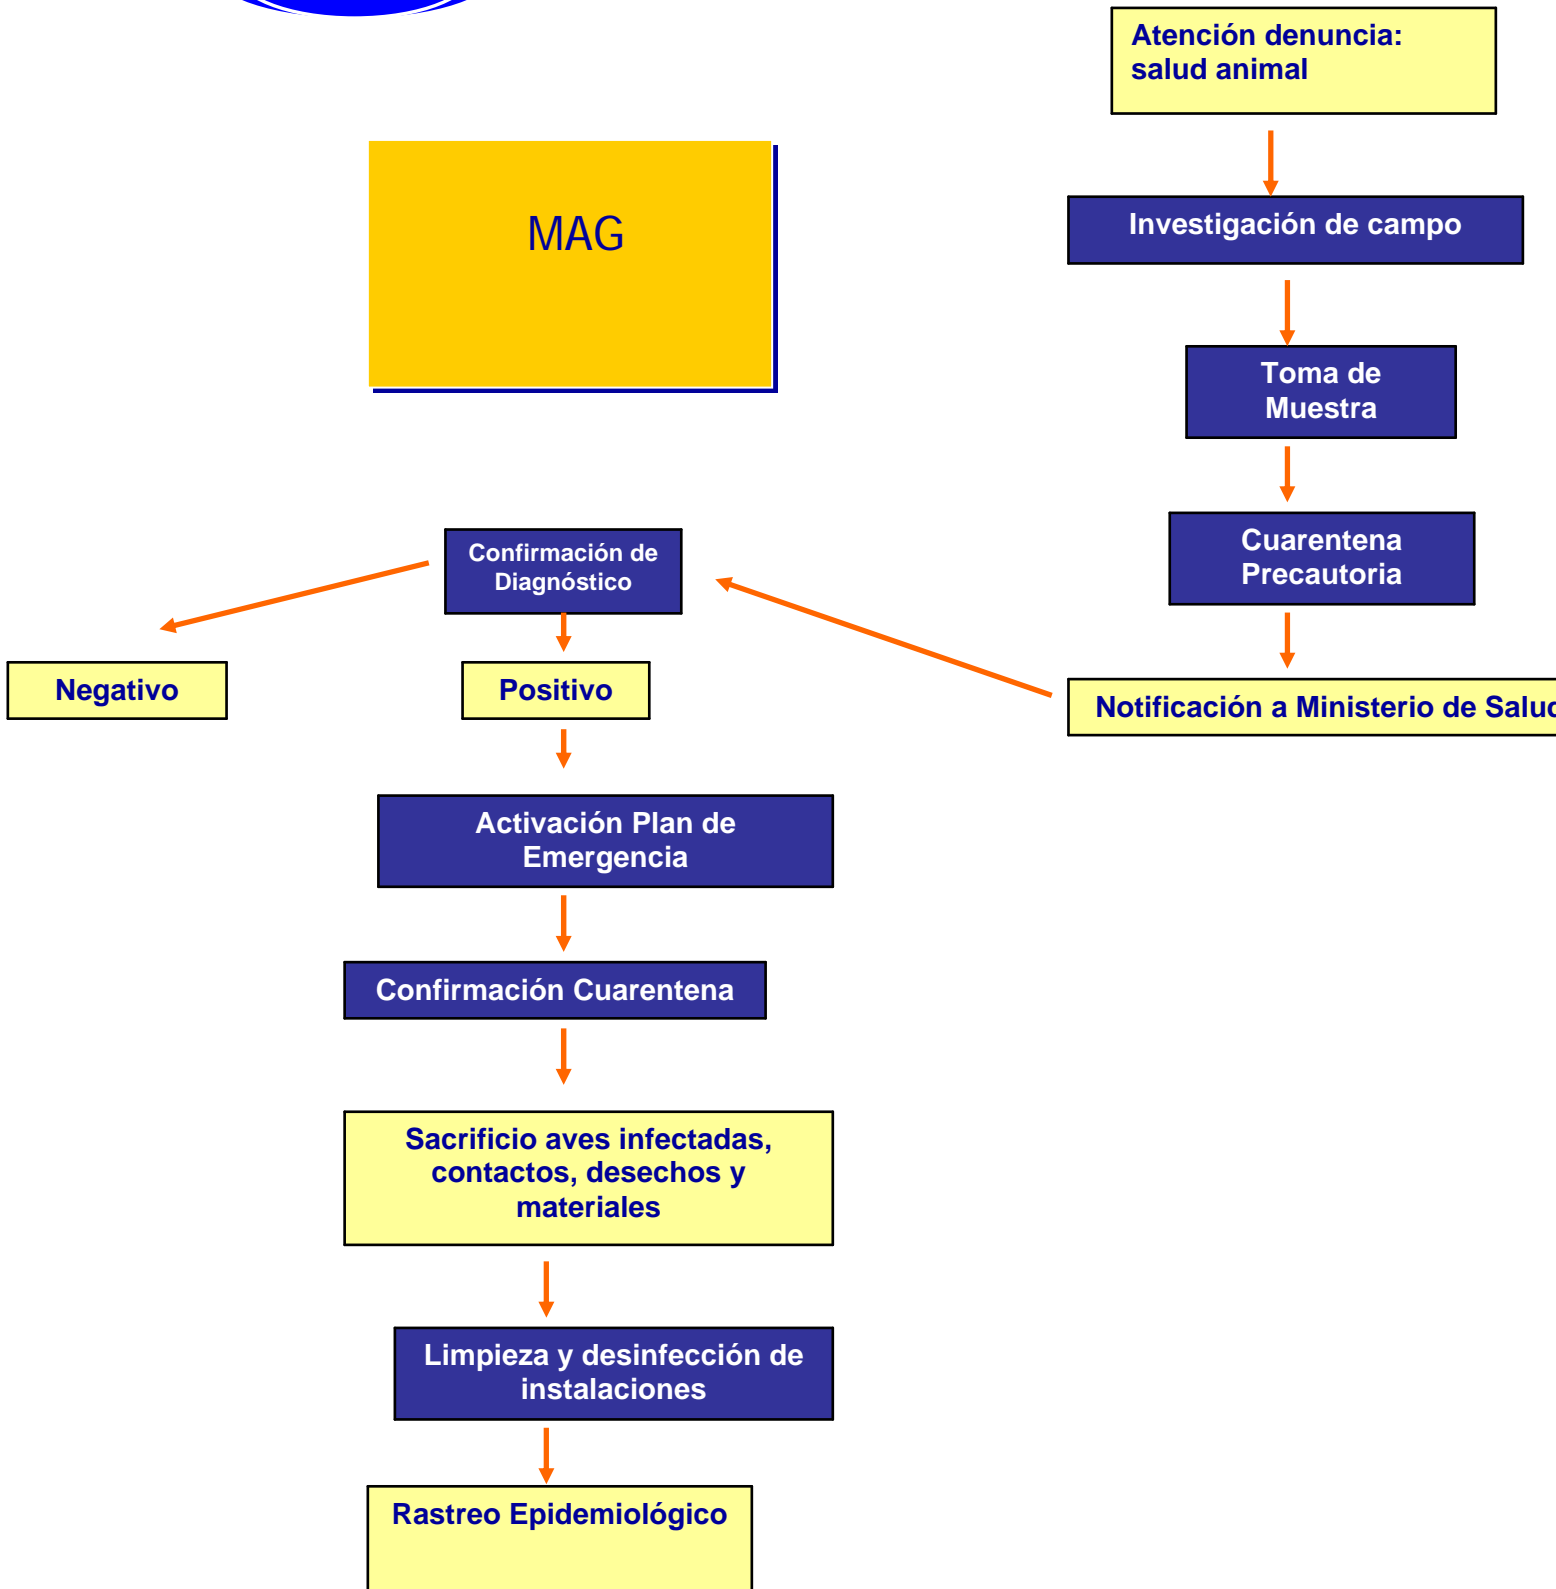 Atención denuncia:
salud animal
MAG
Investigación de campo
Toma de
Muestra
Cuarentena
Precautoria
Notificación a Ministerio de Salud
Confirmación de
Diagnóstico
Negativo
Positivo
Activación Plan de
Emergencia
Confirmación Cuarentena
Sacrificio aves infectadas,
contactos, desechos y
materiales
Limpieza y desinfección de
instalaciones
Rastreo Epidemiológico